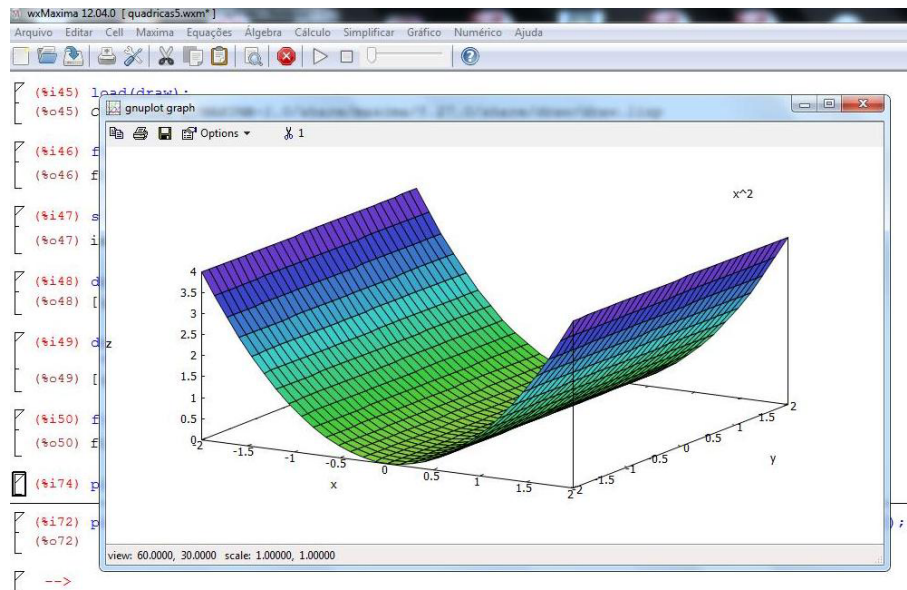 wxMaxima 12.04.0 [ quadricas5.wxm* ]
Arquivo Editar Cell Maxima Equações Álgebra Cálculo Simplificar Gráfico Numérico Ajuda
(%i45) load(draw);
(%o45)
gnuplot graph
Options 1
(%i46) f
(%o46) f
(%i47) s
(%o47) i
(%i48) d
(%o48) [
(%i49) d
(%o49) [
(%i50) f
(%o50) f
(%i74) p
(%i72) p );
(%o72)
-->
x^2
z
4
3.5
3
2.5
2
1.5
1
0.5
0
-2 -1.5 -1 -0.5 0 0.5 1 1.5 2
x
-2 -1.5 -1 -0.5 0 0.5 1 1.5 2
y
view: 60.0000, 30.0000 scale: 1.00000, 1.00000